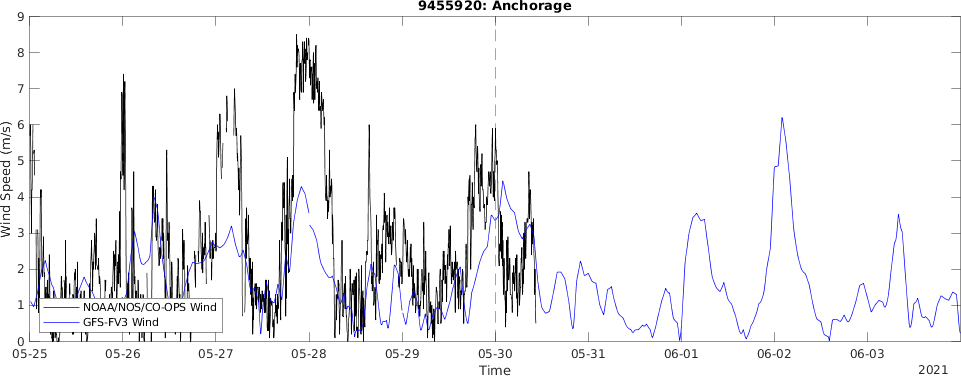 9455920: Anchorage
9
8
7
6
5
4
3
2
1
0
Wind Speed (m/s)
NOAA/NOS/CO-OPS Wind
GFS-FV3 Wind
05-25 05-26 05-27 05-28 05-29 05-30 05-31 06-01 06-02 06-03
Time
2021